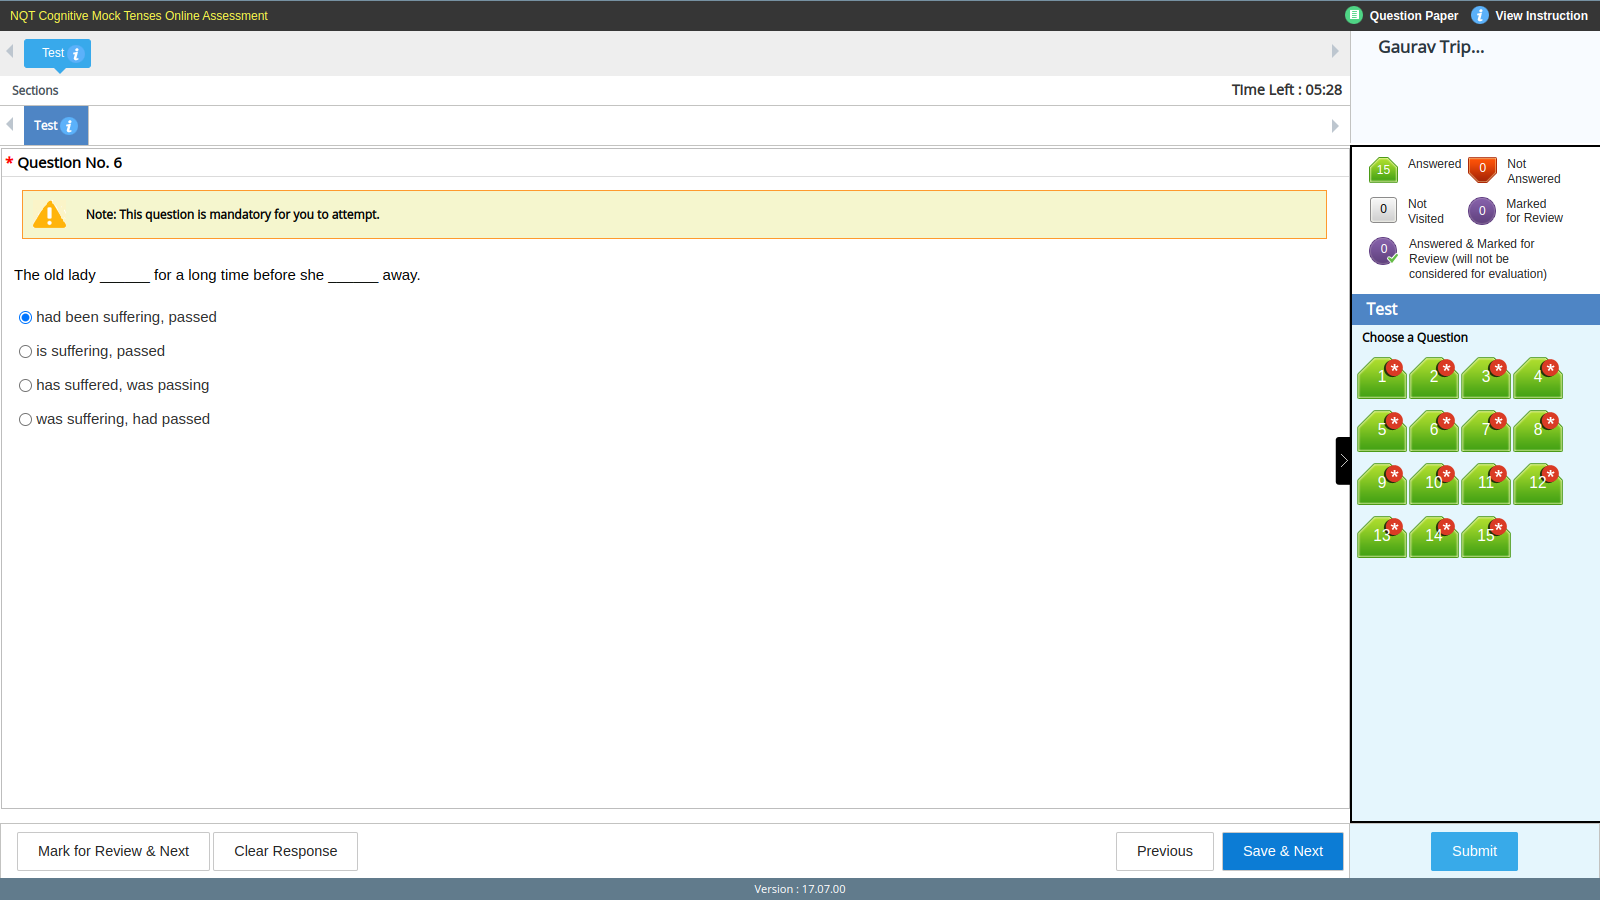 NQT Cognitive Mock Tenses Online Assessment
Question Paper
View Instruction
Test
Gaurav Trip...
Sections
Time Left : 05:28
Test
* Question No. 6
Note: This question is mandatory for you to attempt.
The old lady ______ for a long time before she ______ away.
had been suffering, passed
is suffering, passed
has suffered, was passing
was suffering, had passed
15 Answered
0 Not Answered
0 Not Visited
0 Marked for Review
0 Answered & Marked for
Review (will not be
considered for evaluation)
Test
Choose a Question
1* 2* 3* 4*
5* 6* 7* 8*
9* 10* 11* 12*
13* 14* 15*
Mark for Review & Next
Clear Response
Previous
Save & Next
Submit
Version : 17.07.00